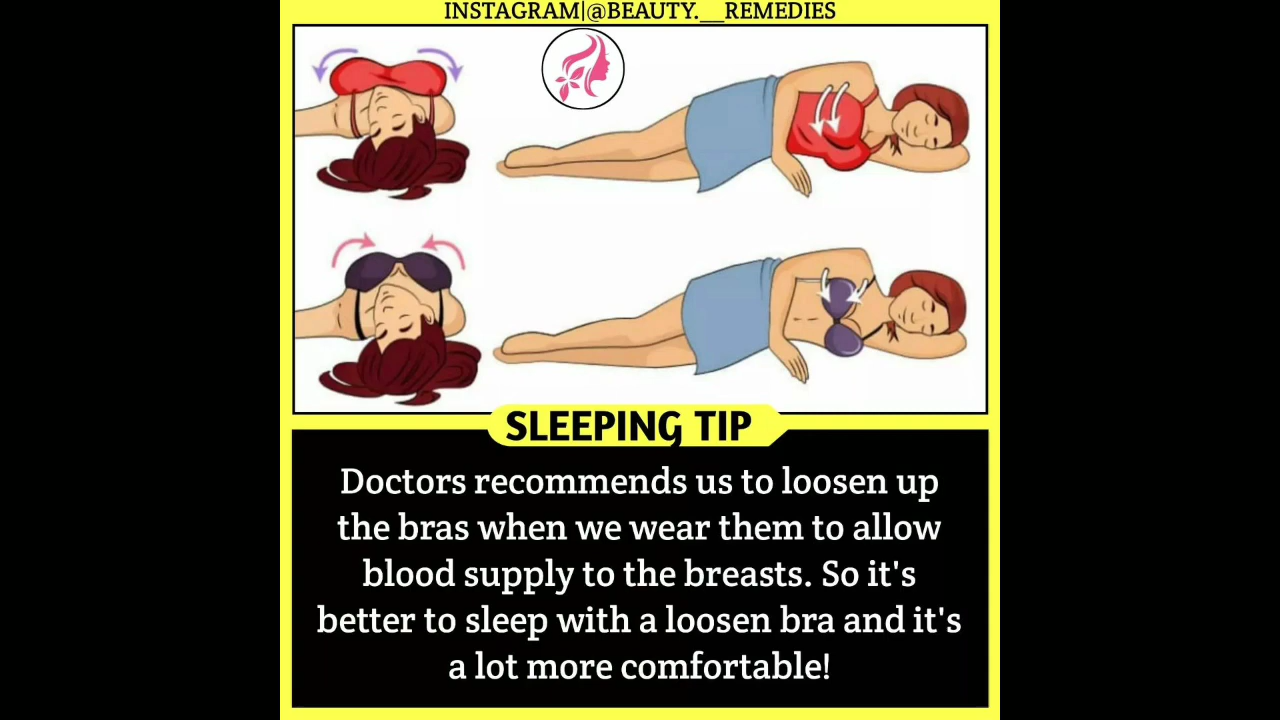 INSTAGRAM|@BEAUTY.__REMEDIES
SLEEPING TIP
Doctors recommends us to loosen up
the bras when we wear them to allow
blood supply to the breasts. So it's
better to sleep with a loosen bra and it's
a lot more comfortable!